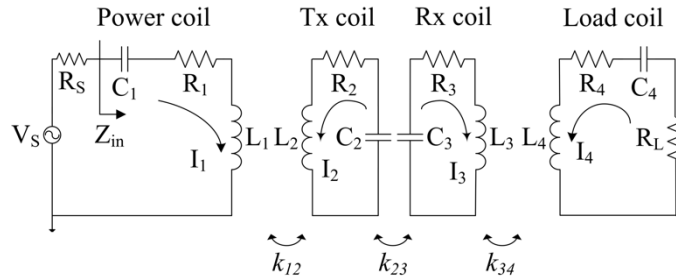 Power coil Tx coil Rx coil Load coil
R_S C_1 R_1 R_2 R_3 R_4 C_4
V_S Z_in I_1 L_1 L_2 I_2 C_2 C_3 I_3 L_3 L_4 I_4 R_L
k_12 k_23 k_34